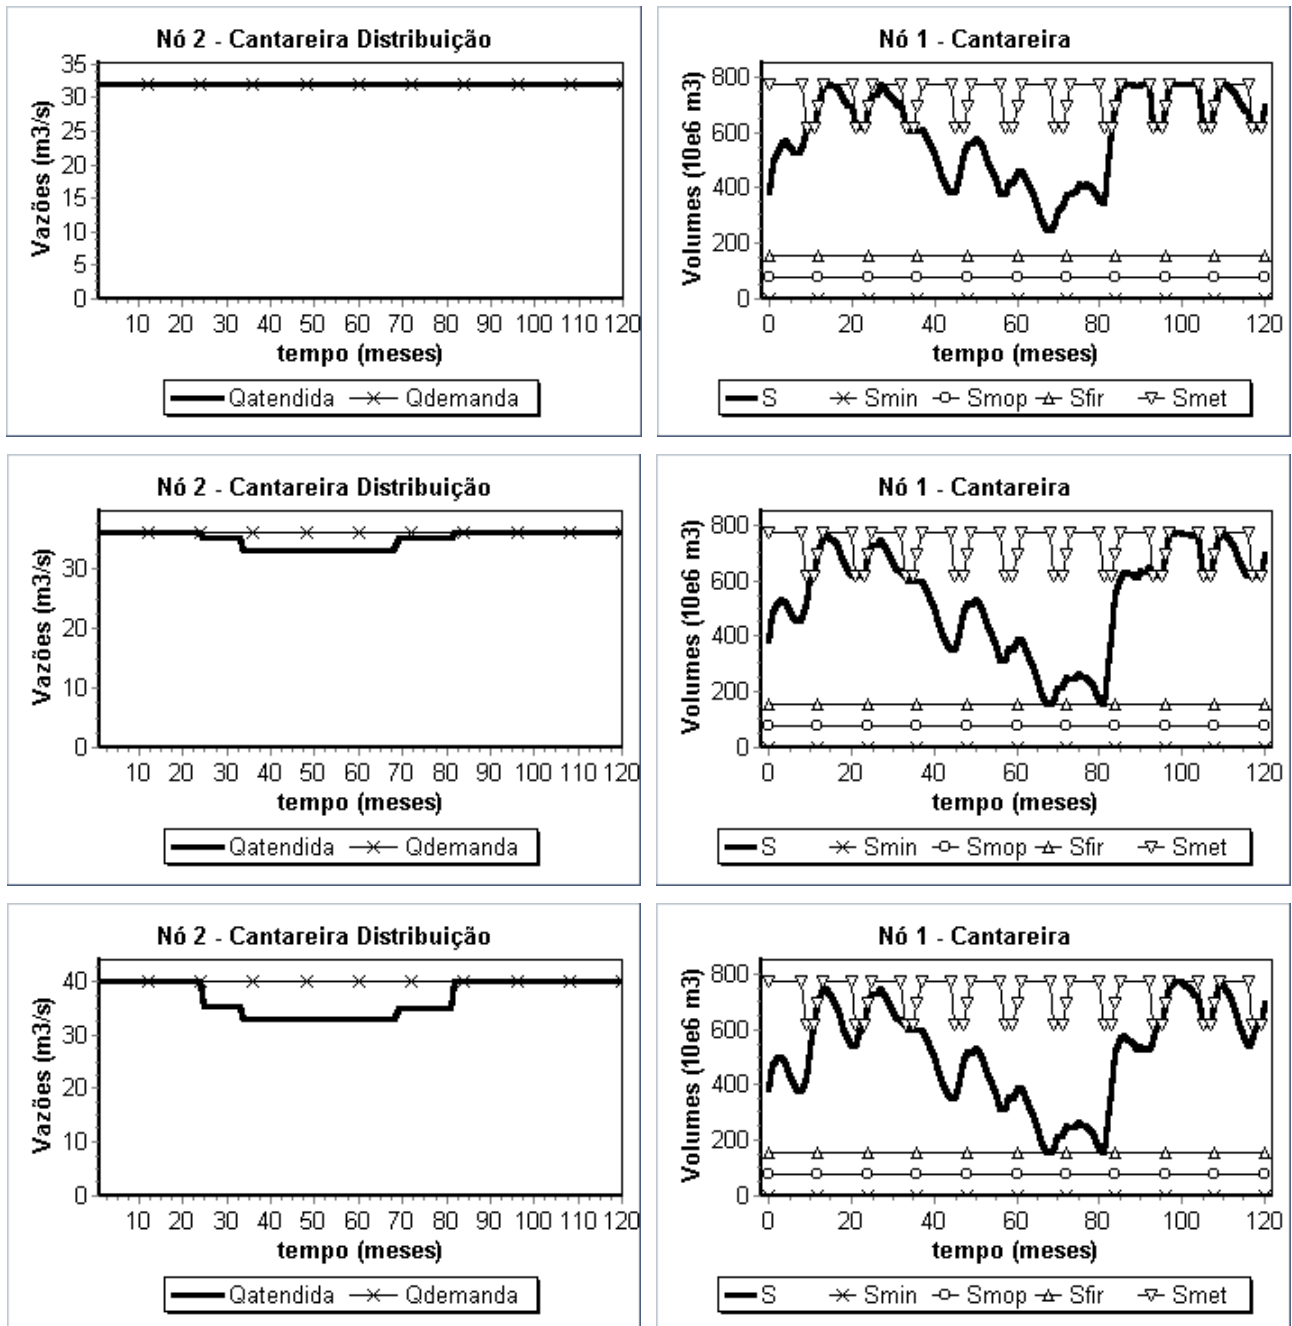 Nó 2 - Cantareira Distribuição
Vazões (m3/s)
35
30
25
20
15
10
5
0
10 20 30 40 50 60 70 80 90 100 110 120
tempo (meses)
Qatendida Qdemanda
Nó 1 - Cantareira
Volumes (10e6 m3)
800
600
400
200
0
0 20 40 60 80 100 120
tempo (meses)
S Smin Smop Sfir Smet
Nó 2 - Cantareira Distribuição
Vazões (m3/s)
30
20
10
0
10 20 30 40 50 60 70 80 90 100 110 120
tempo (meses)
Qatendida Qdemanda
Nó 1 - Cantareira
Volumes (10e6 m3)
800
600
400
200
0
0 20 40 60 80 100 120
tempo (meses)
S Smin Smop Sfir Smet
Nó 2 - Cantareira Distribuição
Vazões (m3/s)
40
30
20
10
0
10 20 30 40 50 60 70 80 90 100 110 120
tempo (meses)
Qatendida Qdemanda
Nó 1 - Cantareira
Volumes (10e6 m3)
800
600
400
200
0
0 20 40 60 80 100 120
tempo (meses)
S Smin Smop Sfir Smet